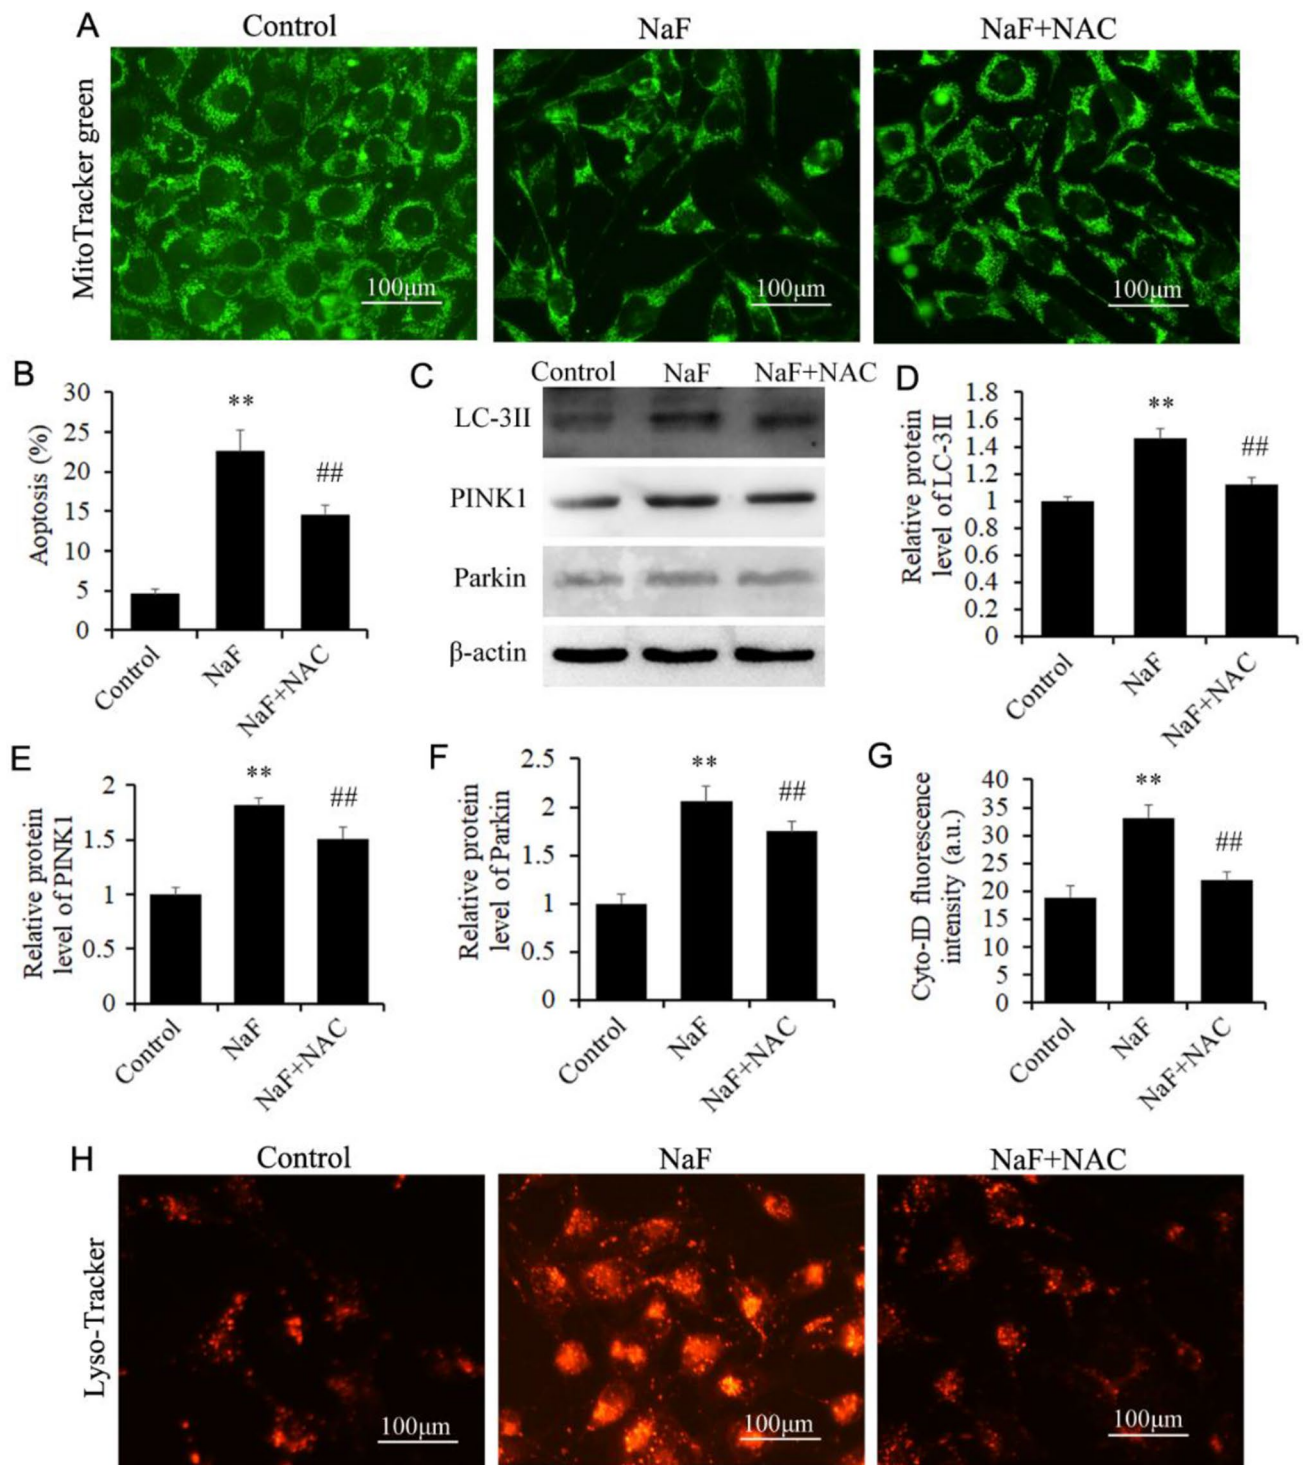 A
Control
NaF
NaF+NAC
MitoTracker green
100μm
100μm
100μm
B
Aoptosis (%)
30
25
20
15
10
5
0
**
##
Control
NaF
NaF+NAC
C
Control
NaF
NaF+NAC
LC-3II
PINK1
Parkin
β-actin
D
Relative protein
level of LC-3II
1.8
1.6
1.4
1.2
1
0.8
0.6
0.4
0.2
0
**
##
Control
NaF
NaF+NAC
E
Relative protein
level of PINK1
2
1.5
1
0.5
0
**
##
Control
NaF
NaF+NAC
F
Relative protein
level of Parkin
2.5
2
1.5
1
0.5
0
**
##
Control
NaF
NaF+NAC
G
Cyto-ID fluorescence
intensity (a.u.)
40
35
30
25
20
15
10
5
0
**
##
Control
NaF
NaF+NAC
H
Control
NaF
NaF+NAC
Lyso-Tracker
100μm
100μm
100μm